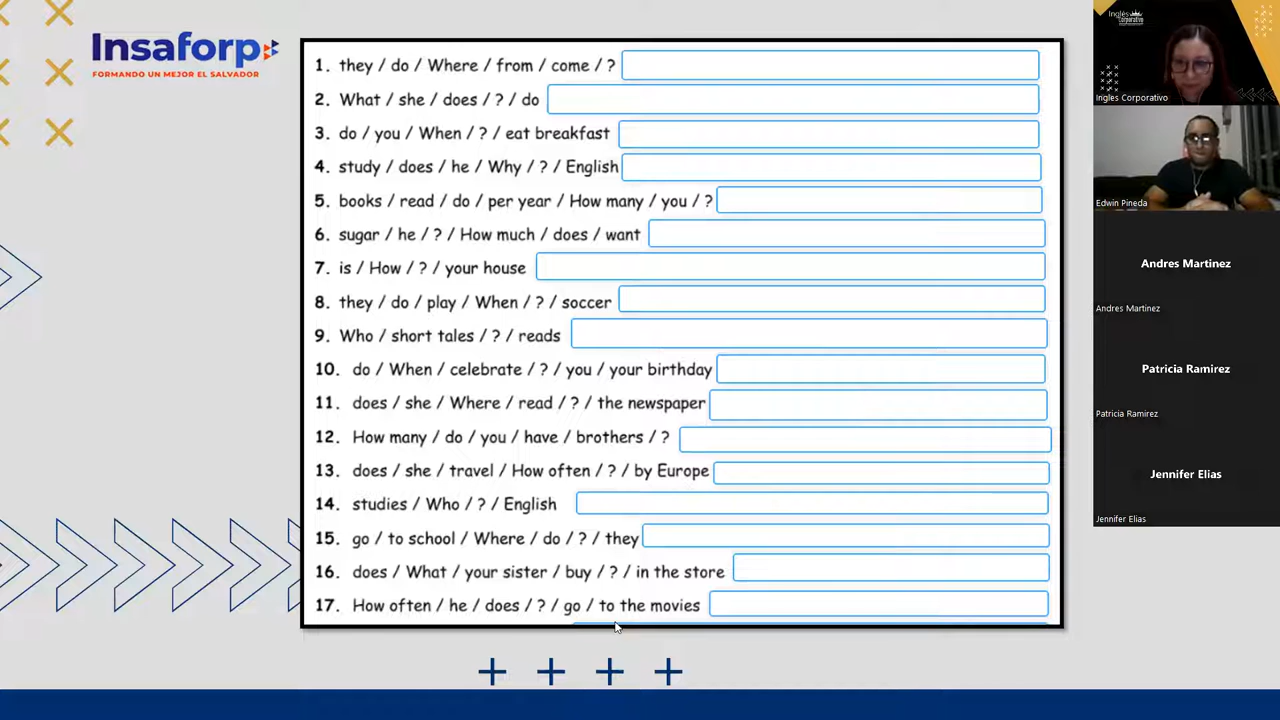 Insaforp
FORMANDO UN MEJOR EL SALVADOR
1. they / do / Where / from / come / ?
2. What / she / does / ? / do
3. do / you / When / ? / eat breakfast
4. study / does / he / Why / ? / English
5. books / read / do / per year / How many / you / ?
6. sugar / he / ? / How much / does / want
7. is / How / ? / your house
8. they / do / play / When / ? / soccer
9. Who / short tales / ? / reads
10. do / When / celebrate / ? / you / your birthday
11. does / she / Where / read / ? / the newspaper
12. How many / do / you / have / brothers / ?
13. does / she / travel / How often / ? / by Europe
14. studies / Who / ? / English
15. go / to school / Where / do / ? / they
16. does / What / your sister / buy / ? / in the store
17. How often / he / does / ? / go / to the movies
Inglés
Corporativo
Ingles Corporativo
Edwin Pineda
Andres Martinez
Andres Martinez
Patricia Ramirez
Patricia Ramirez
Jennifer Elias
Jennifer Elias